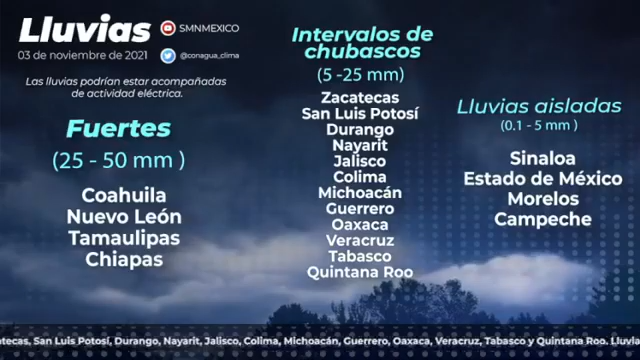 Lluvias
SMNMEXICO
03 de noviembre de 2021
@conagua_clima
Las lluvias podrían estar acompañadas
de actividad eléctrica.
Fuertes
(25 - 50 mm )
Coahuila
Nuevo León
Tamaulipas
Chiapas
Intervalos de
chubascos
(5 -25 mm)
Zacatecas
San Luis Potosí
Durango
Nayarit
Jalisco
Colima
Michoacán
Guerrero
Oaxaca
Veracruz
Tabasco
Quintana Roo
Lluvias aisladas
(0.1 - 5 mm )
Sinaloa
Estado de México
Morelos
Campeche
tecas, San Luis Potosí, Durango, Nayarit, Jalisco, Colima, Michoacán, Guerrero, Oaxaca, Veracruz, Tabasco y Quintana Roo. Lluvia